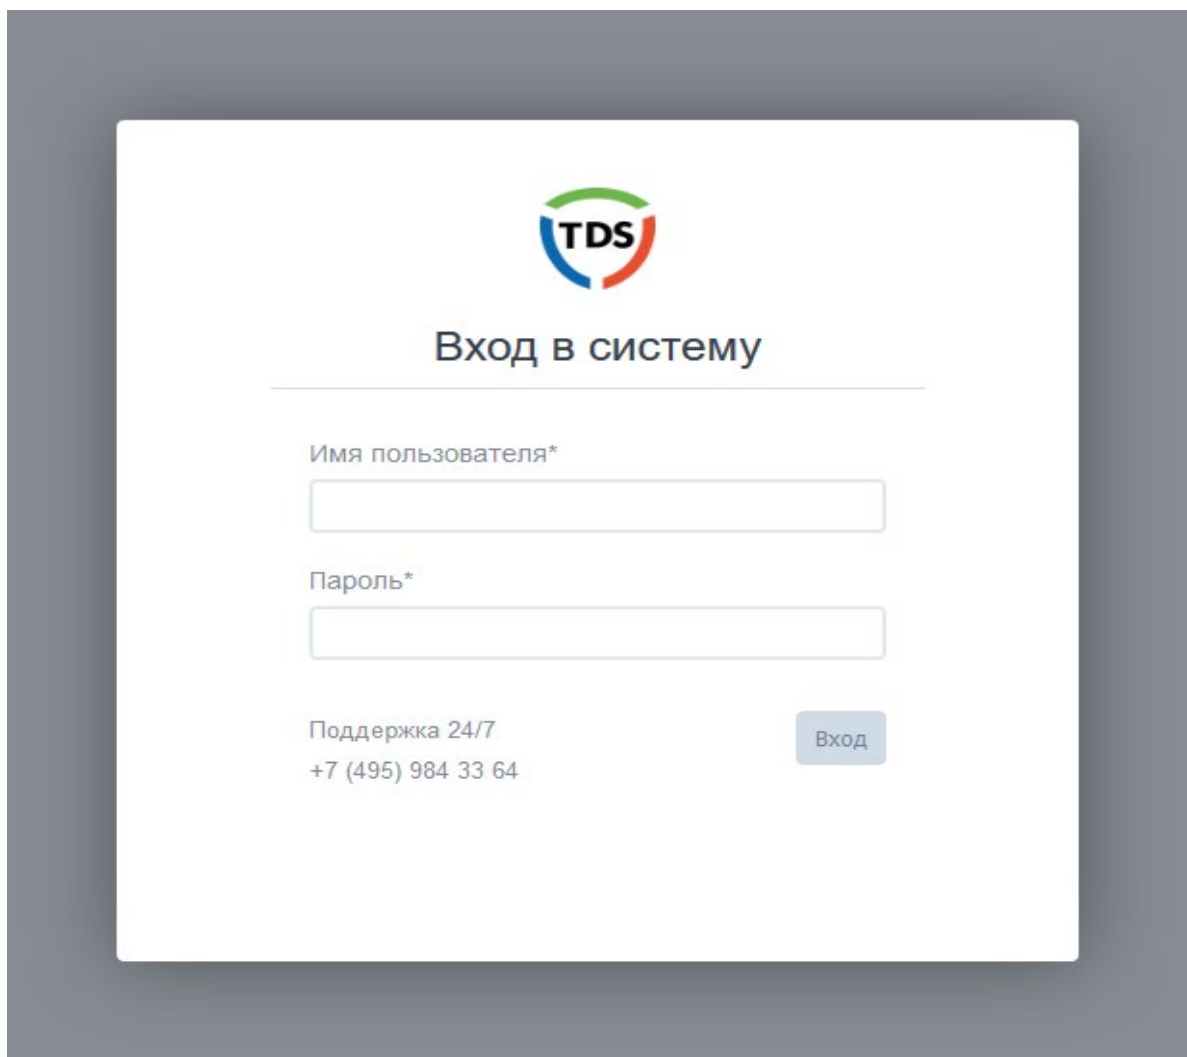 TDS
Вход в систему
Имя пользователя*
Пароль*
Поддержка 24/7
Вход
+7 (495) 984 33 64